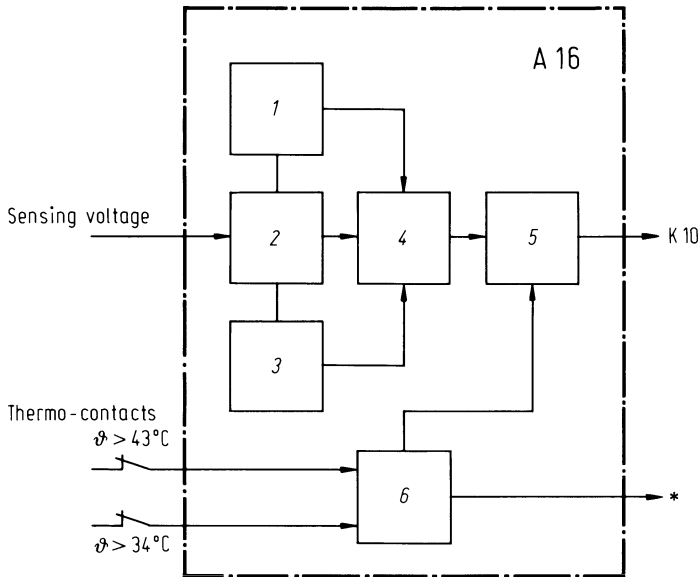 A 16
1
Sensing voltage
2
4
5
K 10
3
Thermo-contacts
ϑ > 43°C
6
*
ϑ > 34°C